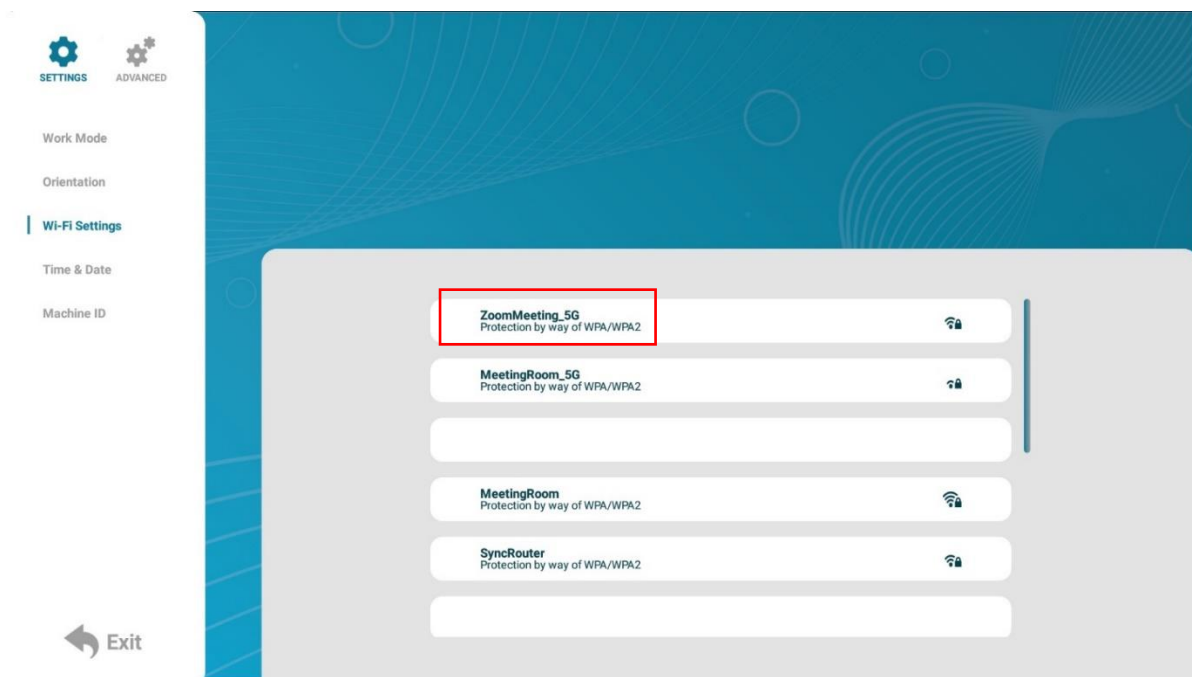 SETTINGS
ADVANCED
Work Mode
Orientation
Wi-Fi Settings
Time & Date
Machine ID
Exit
ZoomMeeting_5G
Protection by way of WPA/WPA2
MeetingRoom_5G
Protection by way of WPA/WPA2
MeetingRoom
Protection by way of WPA/WPA2
SyncRouter
Protection by way of WPA/WPA2